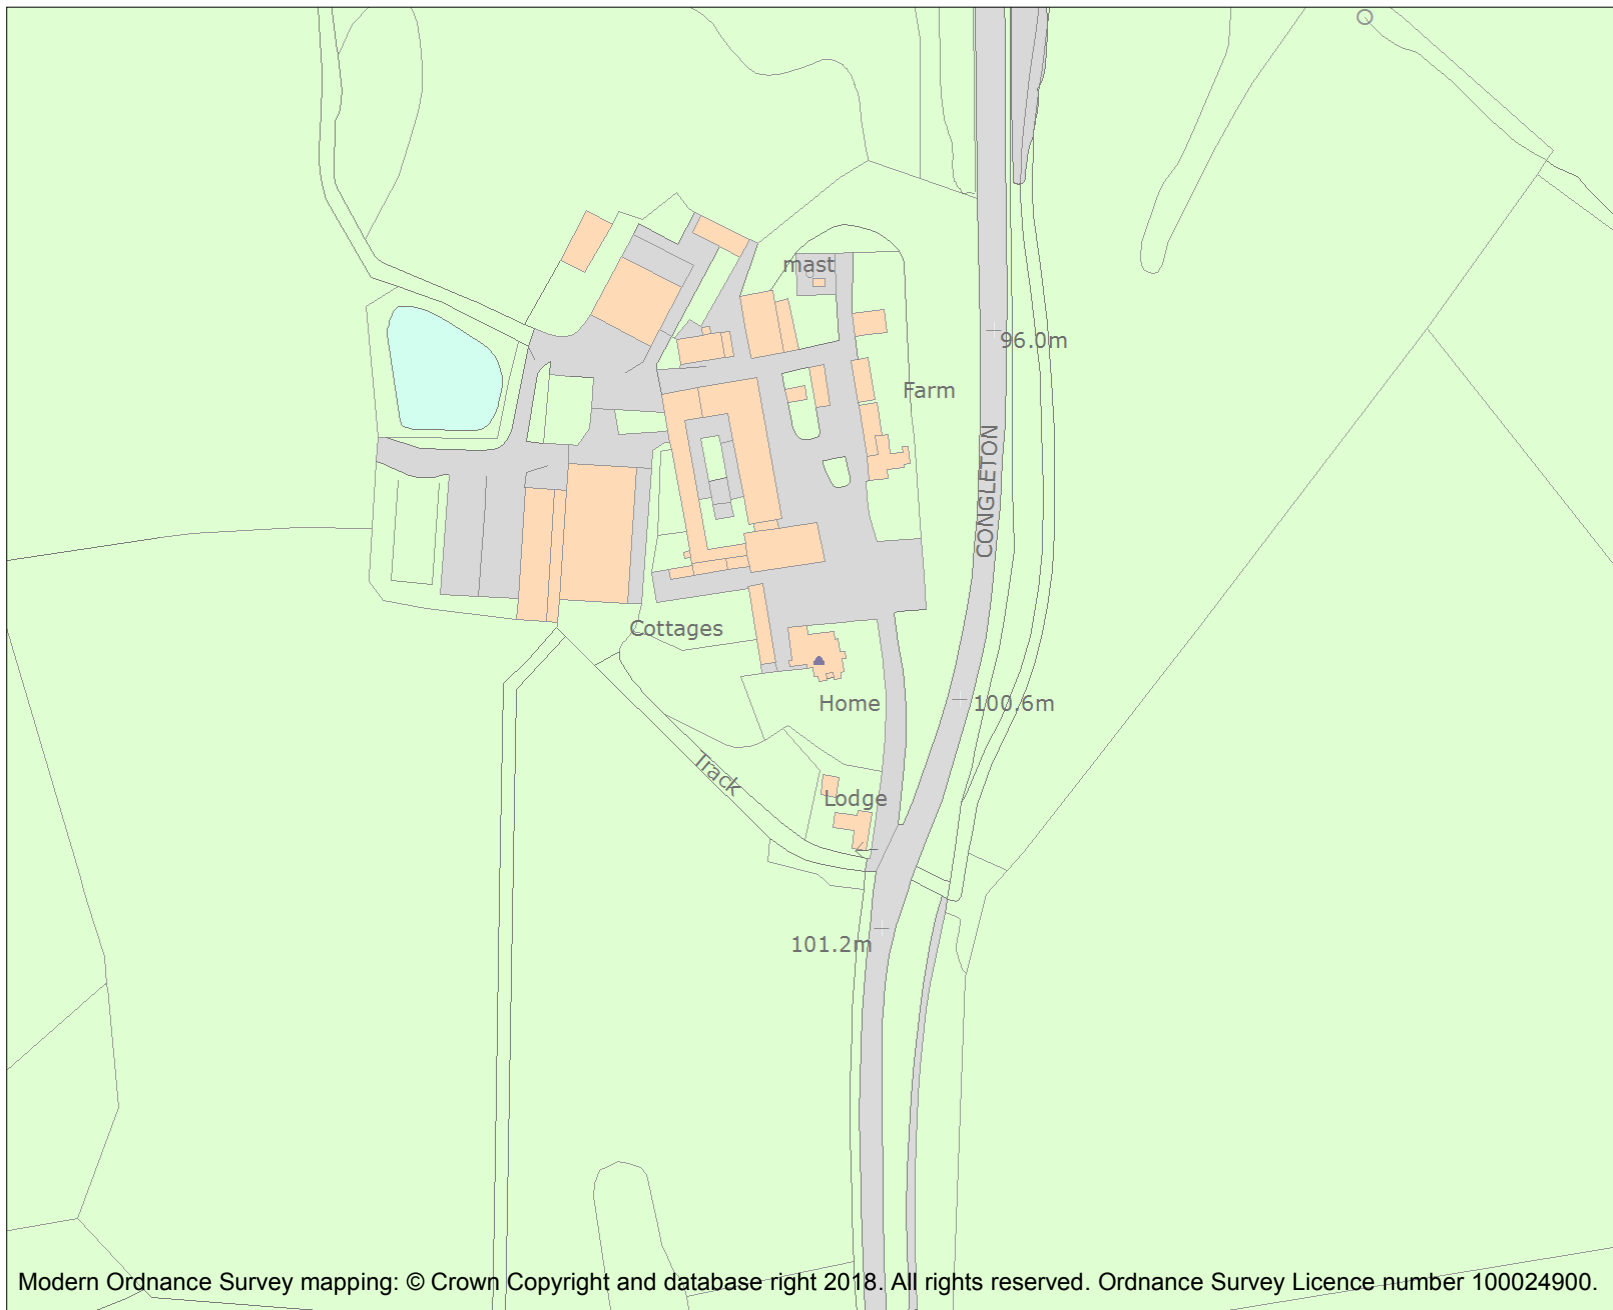 mast
96.0m
Farm
CONGLETON
Cottages
Home
100.6m
Track
Lodge
101.2m
Modern Ordnance Survey mapping: © Crown Copyright and database right 2018. All rights reserved. Ordnance Survey Licence number 100024900.